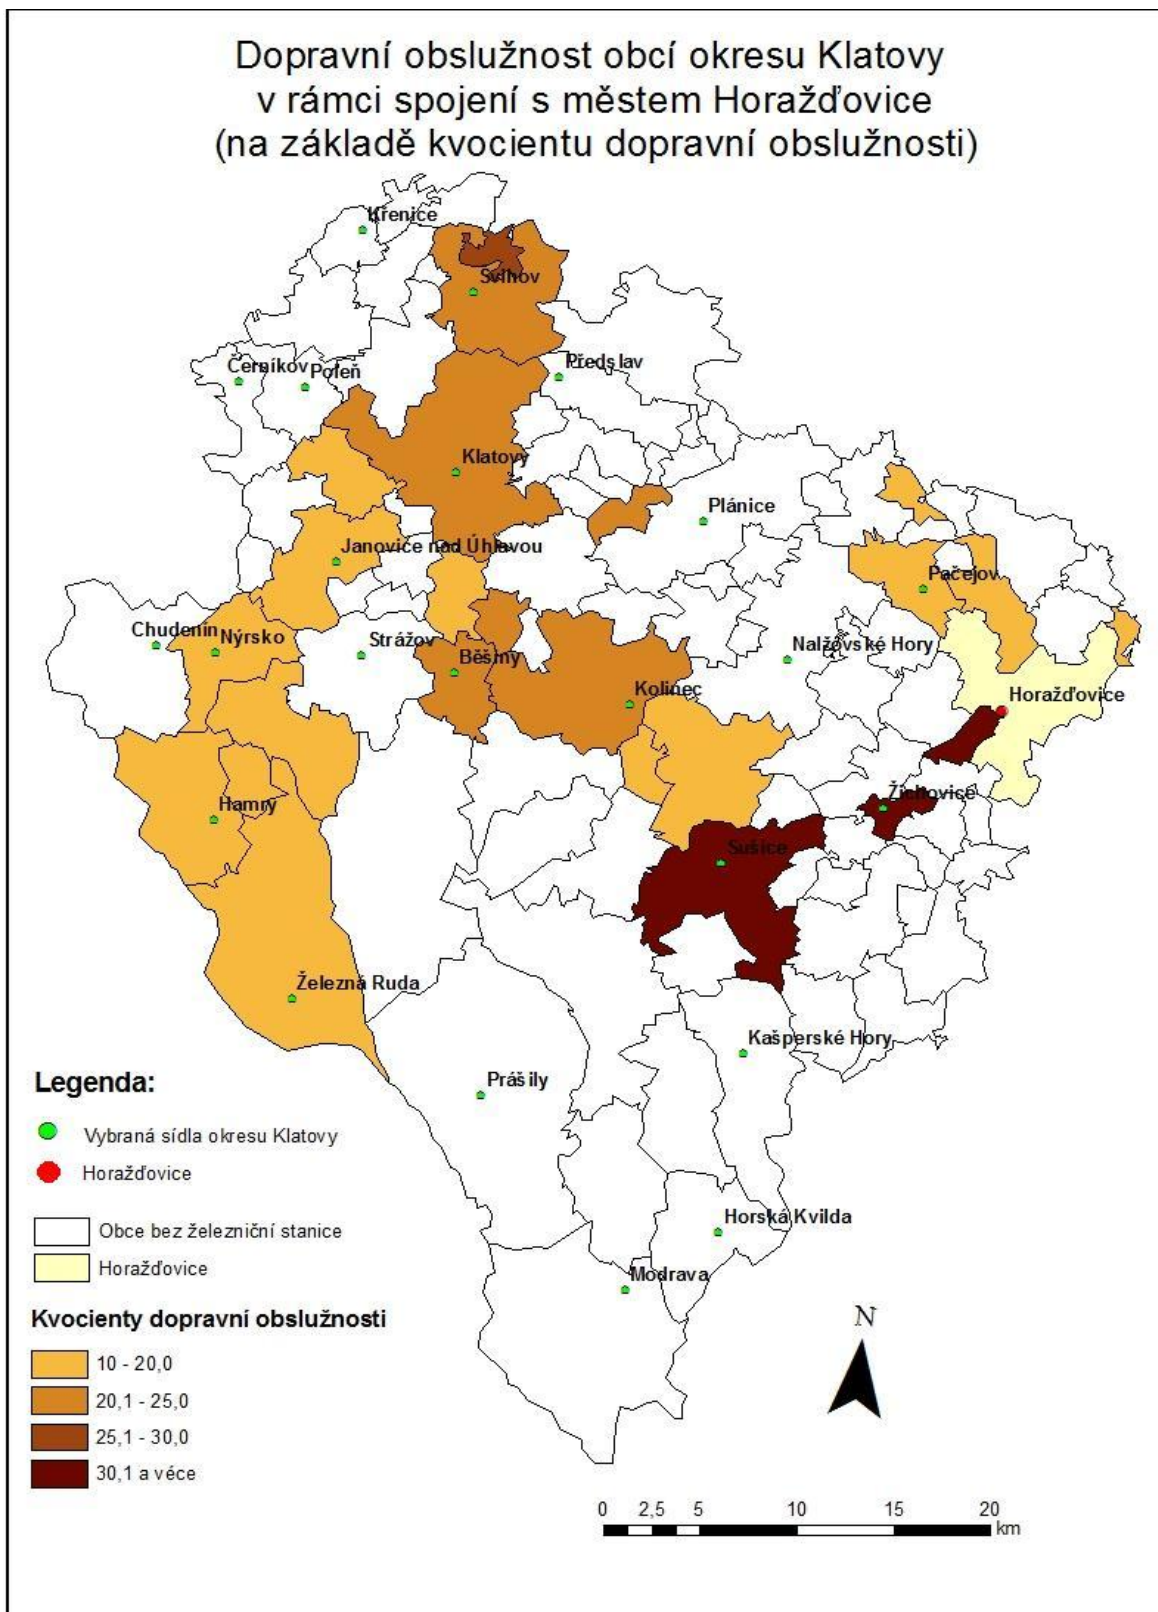 Dopravní obslužnost obcí okresu Klatovy
v rámci spojení s městem Horažďovice
(na základě kvocientu dopravní obslužnosti)
Křenice
Švihov
Předslav
Černíkov
Poleň
Klatovy
Plánice
Janovice nad Úhlavou
Pačejov
Chudenín
Nýrsko
Strážov
Běšiny
Nalžovské Hory
Kolinec
Horažďovice
Hamry
Žichovice
Sušice
Železná Ruda
Kašperské Hory
Prášily
Horská Kvilda
Modrava
Legenda:
Vybraná sídla okresu Klatovy
Horažďovice
Obce bez železniční stanice
Horažďovice
Kvocienty dopravní obslužnosti
10 - 20,0
20,1 - 25,0
25,1 - 30,0
30,1 a véce
N
0 2,5 5 10 15 20
km